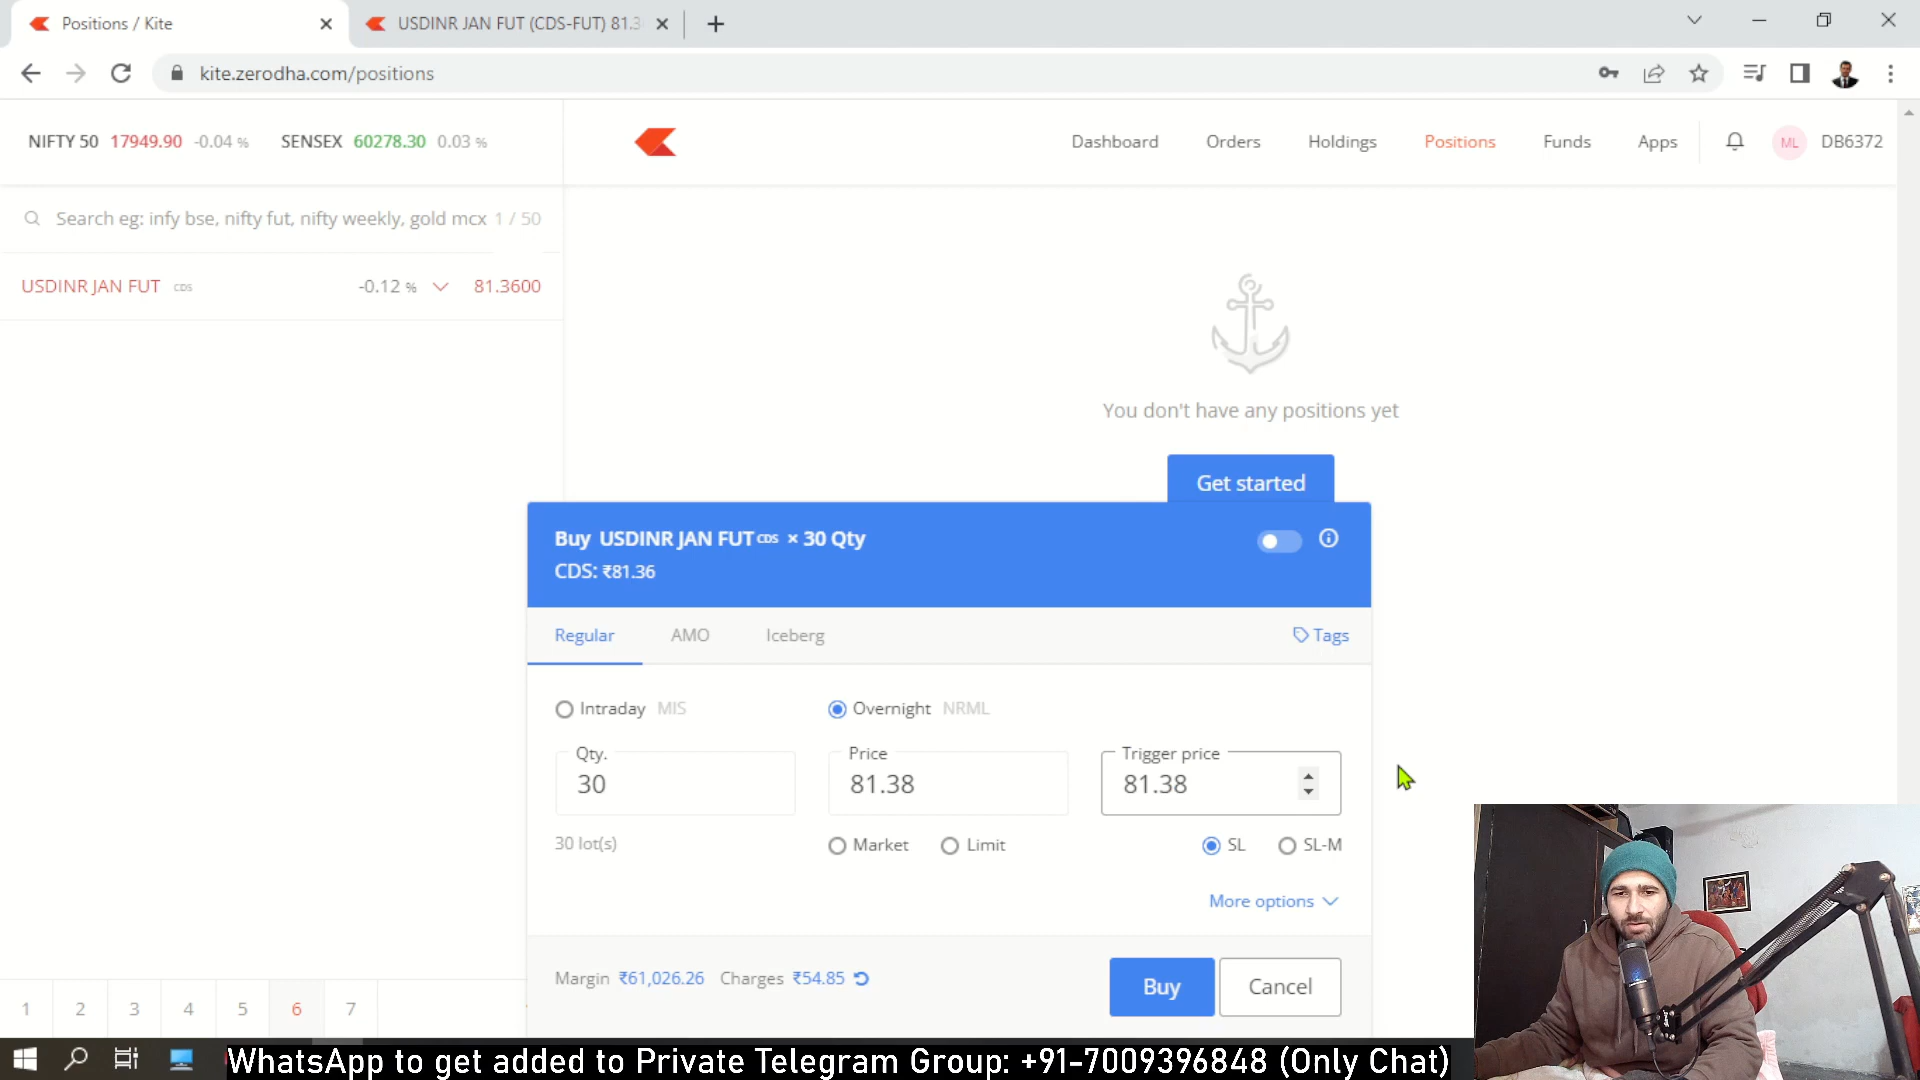 Positions / Kite
USDINR JAN FUT (CDS-FUT) 81.3
kite.zerodha.com/positions
NIFTY 50 17949.90 -0.04 % SENSEX 60278.30 0.03 %
Dashboard Orders Holdings Positions Funds Apps ML DB6372
Search eg: infy bse, nifty fut, nifty weekly, gold mcx 1 / 50
USDINR JAN FUT CDS -0.12 % 81.3600
You don't have any positions yet
Get started
Buy USDINR JAN FUT CDS × 30 Qty
CDS: ₹81.36
Regular AMO Iceberg Tags
Intraday MIS Overnight NRML
Qty. Price Trigger price
30 81.38 81.38
30 lot(s) Market Limit SL SL-M
More options
Margin ₹61,026.26 Charges ₹54.85
Buy Cancel
1 2 3 4 5 6 7
WhatsApp to get added to Private Telegram Group: +91-7009396848 (Only Chat)